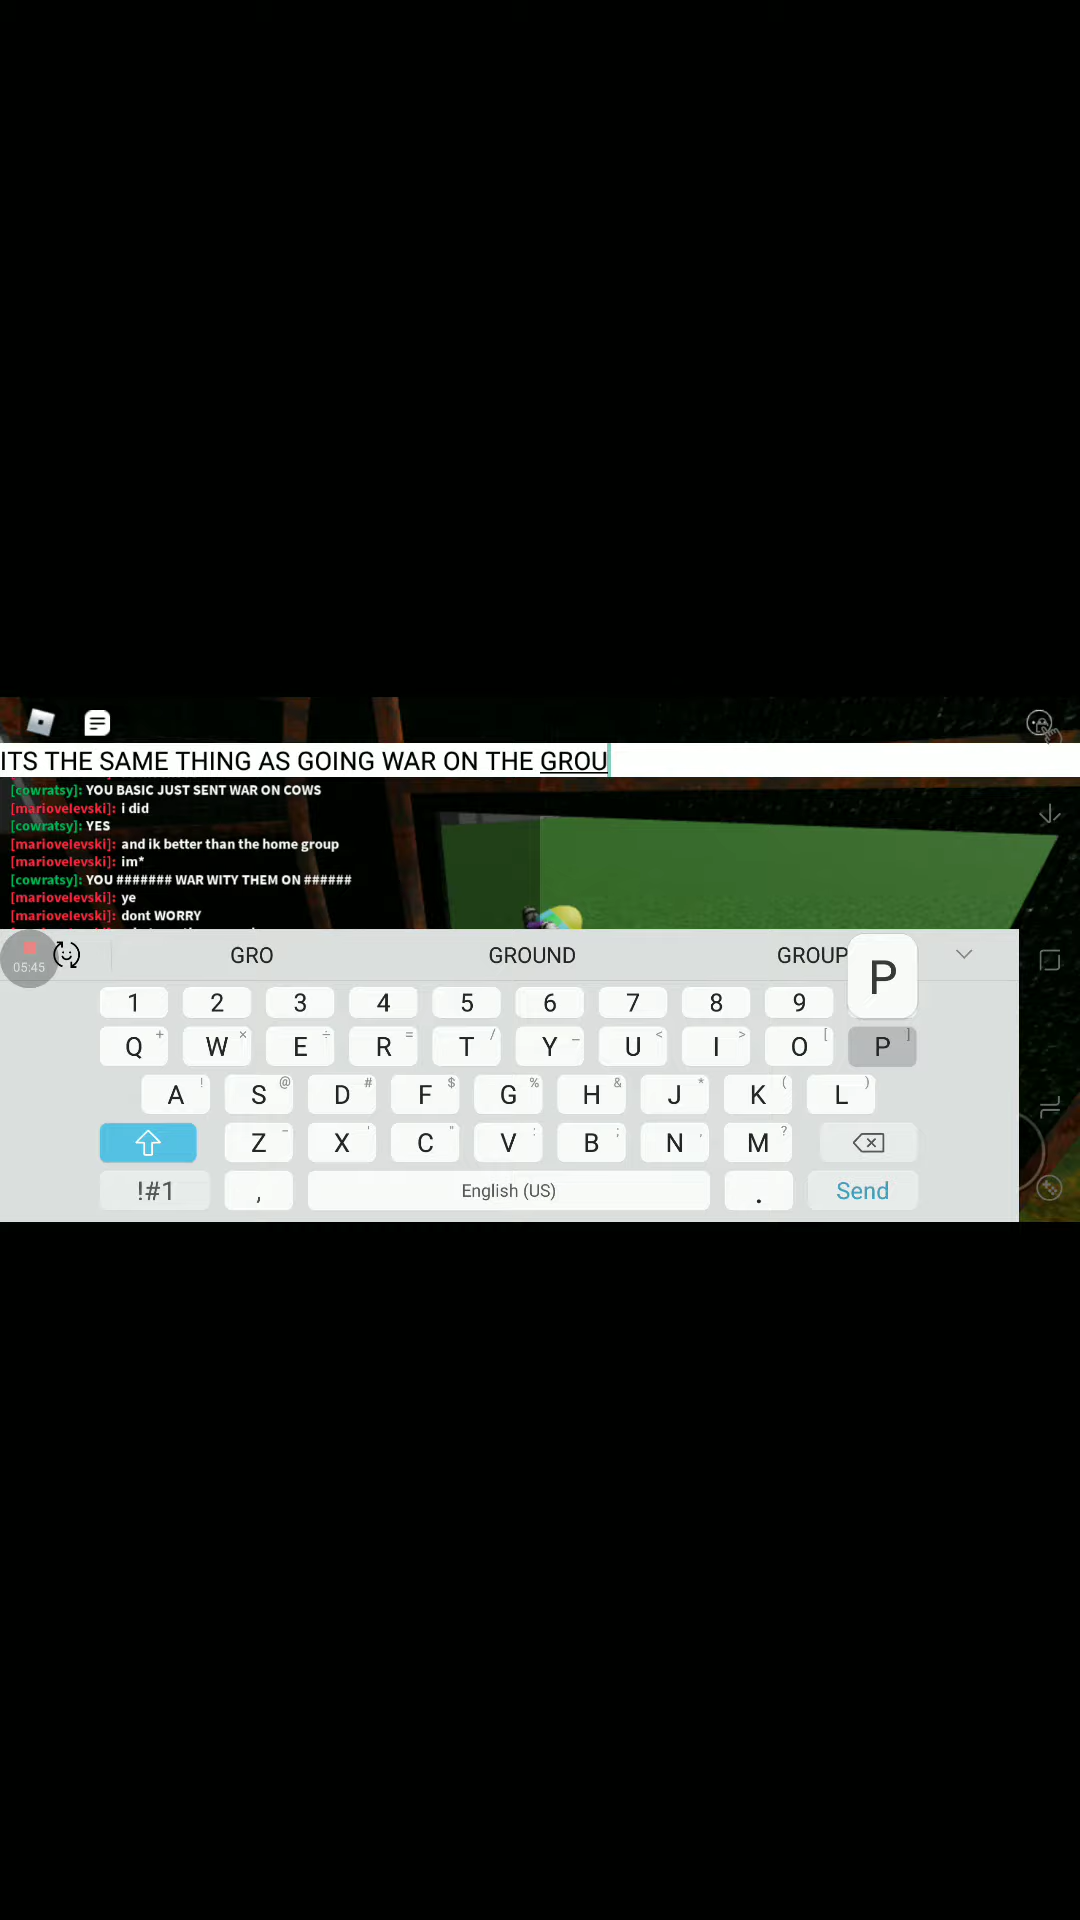 ITS THE SAME THING AS GOING WAR ON THE GROU
[cowratsy]: YOU BASIC JUST SENT WAR ON COWS
[mariovelevski]: i did
[cowratsy]: YES
[mariovelevski]: and ik better than the home group
[mariovelevski]: im*
[cowratsy]: YOU ####### WAR WITY THEM ON ######
[mariovelevski]: ye
[mariovelevski]: dont WORRY
05:45
GRO GROUND GROUP
P
1 2 3 4 5 6 7 8 9
Q + W × E ÷ R = T / Y _ U < I > O [ P ]
A ! S @ D # F $ G % H & J * K ( L )
Z - X ' C " V : B ; N , M ?
!#1 , English (US) . Send